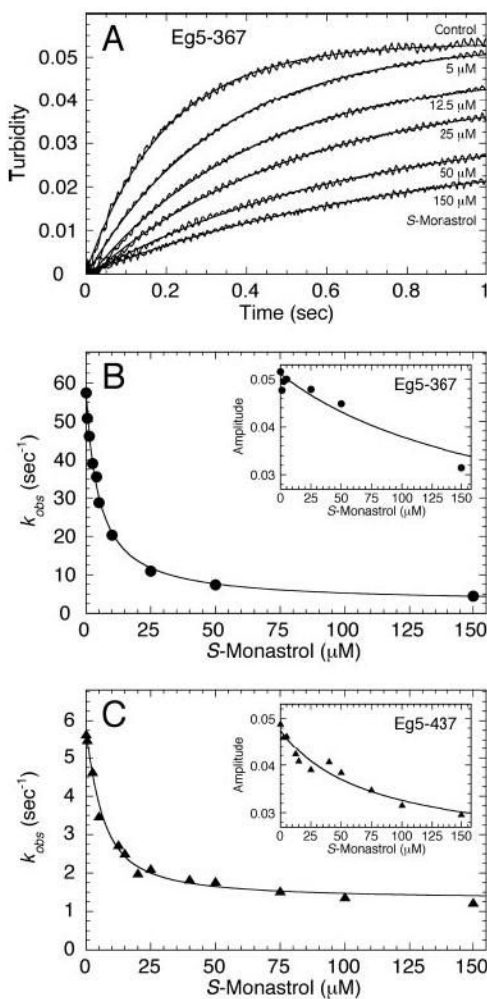 A
Eg5-367
Control
5 μM
12.5 μM
25 μM
50 μM
150 μM
S-Monastrol
Turbidity
0.05
0.04
0.03
0.02
0.01
0
0
0.2
0.4
0.6
0.8
1
Time (sec)
B
Eg5-367
Amplitude
0.05
0.04
0.03
0
25
50
75
100
125
150
S-Monastrol (μM)
kobs (sec-1)
60
50
40
30
20
10
0
0
25
50
75
100
125
150
S-Monastrol (μM)
C
Eg5-437
Amplitude
0.05
0.04
0.03
0
25
50
75
100
125
150
S-Monastrol (μM)
kobs (sec-1)
6
5
4
3
2
1
0
0
25
50
75
100
125
150
S-Monastrol (μM)